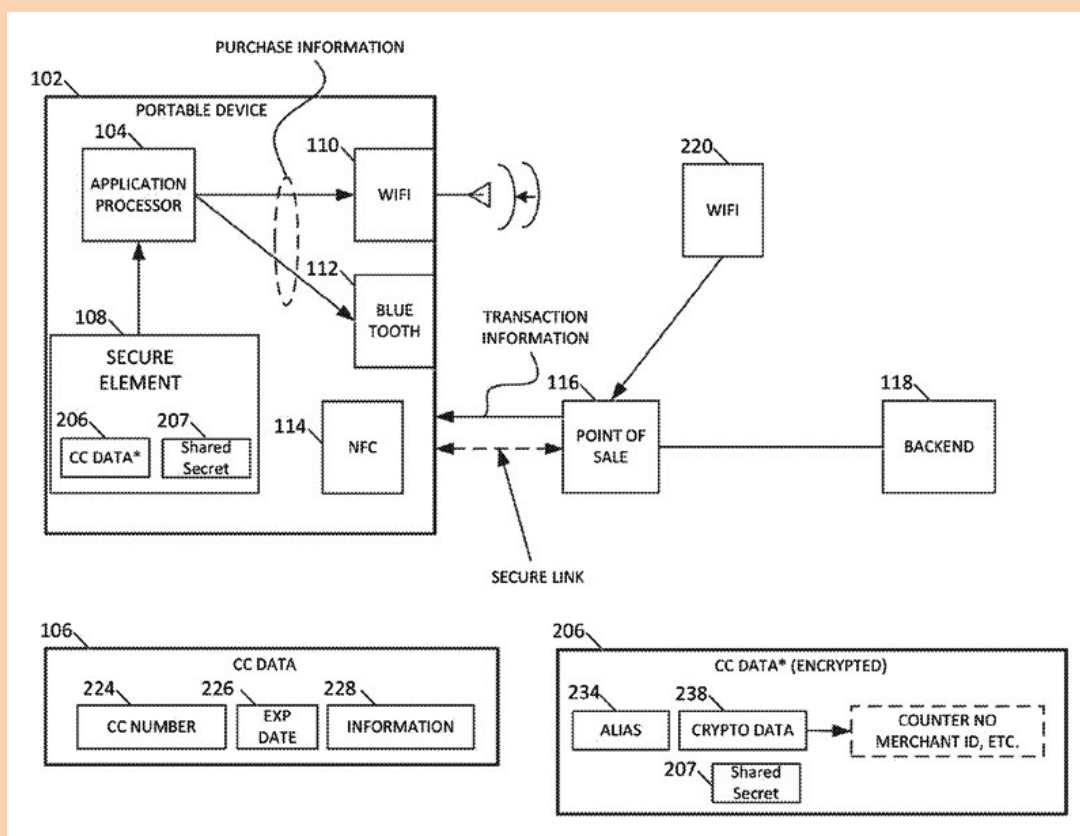 PURCHASE INFORMATION
102
PORTABLE DEVICE
104
APPLICATION
PROCESSOR
110
WIFI
220
WIFI
112
BLUE
TOOTH
108
SECURE
ELEMENT
206
CC DATA*
207
Shared
Secret
114
NFC
TRANSACTION
INFORMATION
116
POINT OF
SALE
118
BACKEND
SECURE LINK
106
CC DATA
224
CC NUMBER
226
EXP
DATE
228
INFORMATION
206
CC DATA* (ENCRYPTED)
234
ALIAS
238
CRYPTO DATA
COUNTER NO
MERCHANT ID, ETC.
207
Shared
Secret